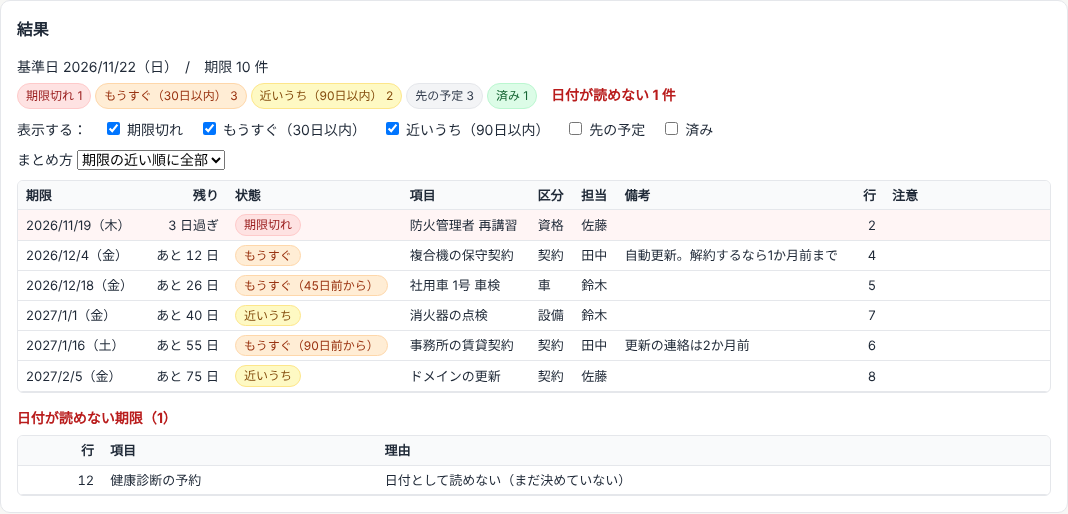 結果
基準日 2026/11/22（日） / 期限 10 件
期限切れ 1 もうすぐ（30日以内） 3 近いうち（90日以内） 2 先の予定 3 済み 1 日付が読めない 1 件
表示する： 期限切れ もうすぐ（30日以内） 近いうち（90日以内） 先の予定 済み
まとめ方 期限の近い順に全部
期限 残り 状態 項目 区分 担当 備考 行 注意
2026/11/19（木） 3 日過ぎ 期限切れ 防火管理者 再講習 資格 佐藤 2
2026/12/4（金） あと 12 日 もうすぐ 複合機の保守契約 契約 田中 自動更新。解約するなら1か月前まで 4
2026/12/18（金） あと 26 日 もうすぐ（45日前から） 社用車 1号 車検 車 鈴木 5
2027/1/1（金） あと 40 日 近いうち 消火器の点検 設備 鈴木 7
2027/1/16（土） あと 55 日 もうすぐ（90日前から） 事務所の賃貸契約 契約 田中 更新の連絡は2か月前 6
2027/2/5（金） あと 75 日 近いうち ドメインの更新 契約 佐藤 8
日付が読めない期限（1）
行 項目 理由
12 健康診断の予約 日付として読めない（まだ決めていない）